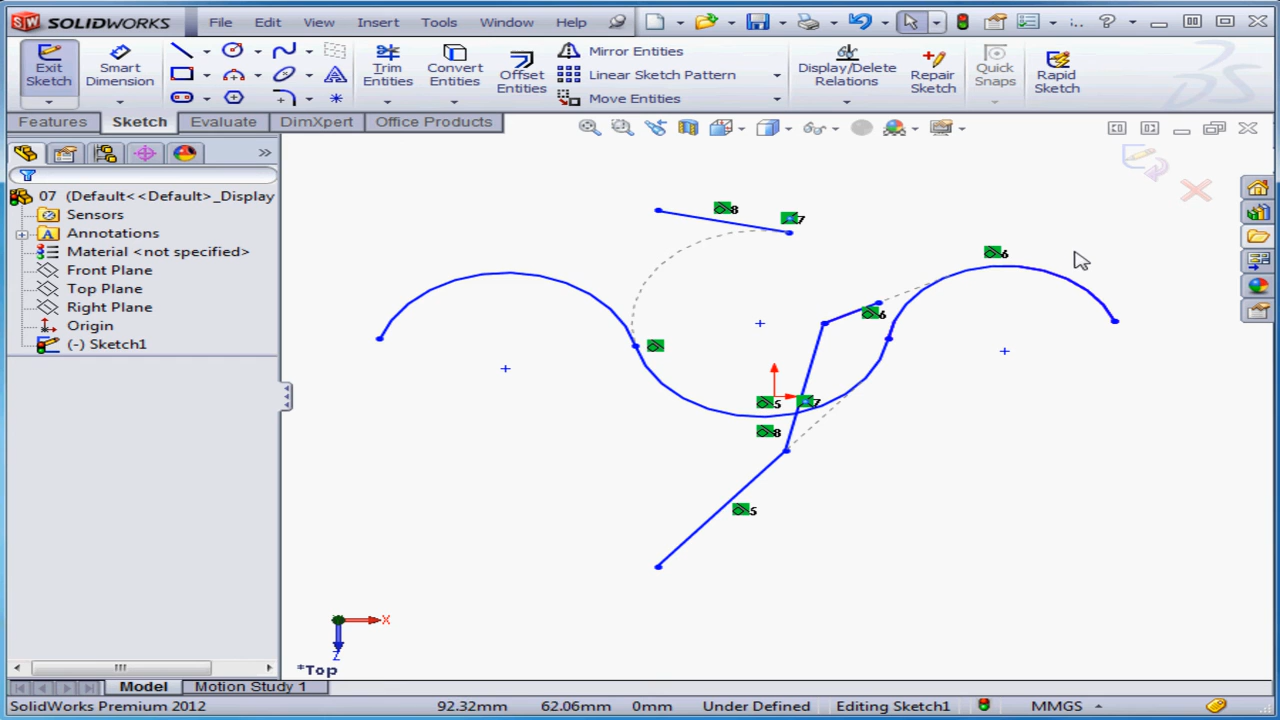 SW SOLIDWORKS File Edit View Insert Tools Window Help
Exit Sketch
Smart Dimension
Trim Entities
Convert Entities
Offset Entities
Mirror Entities
Linear Sketch Pattern
Move Entities
Display/Delete Relations
Repair Sketch
Quick Snaps
Rapid Sketch
Features Sketch Evaluate DimXpert Office Products
07 (Default<<Default>_Display
Sensors
Annotations
Material <not specified>
Front Plane
Top Plane
Right Plane
Origin
(-) Sketch1
8
7
6
6
5
7
8
5
X
Z
*Top
Model Motion Study 1
SolidWorks Premium 2012 92.32mm 62.06mm 0mm Under Defined Editing Sketch1 MMGS